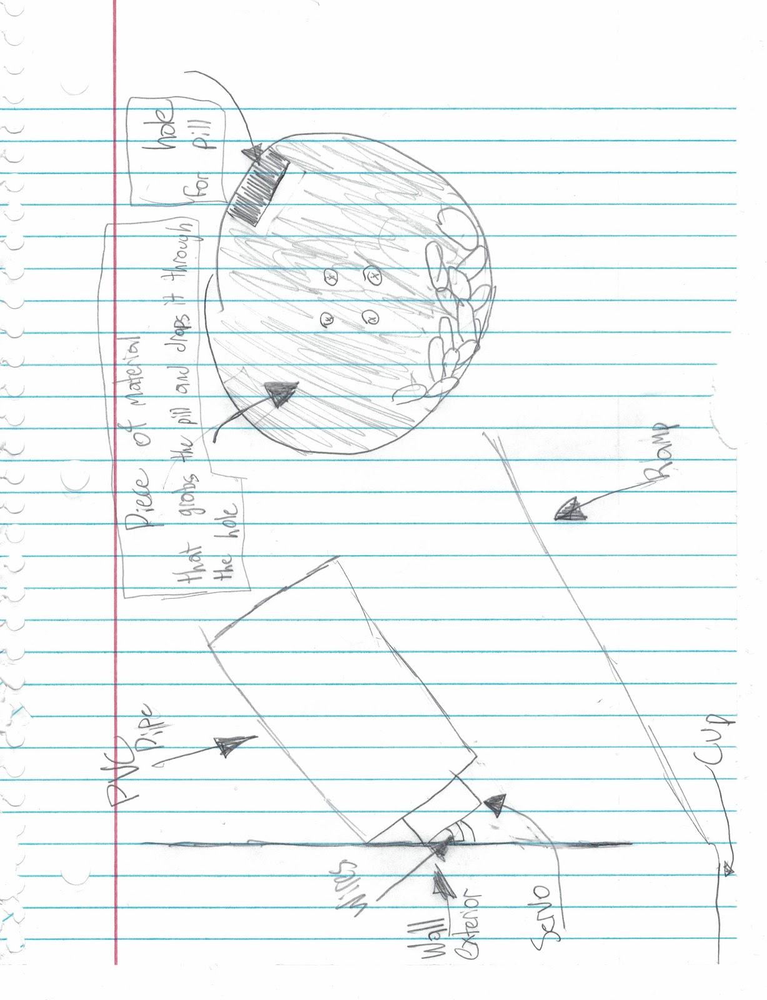 hole
for pill
Piece of material
that grabs the pill and drops it through
the hole
PVC
Pipe
Ramp
Wires
Wall
exterior
Servo
Cup